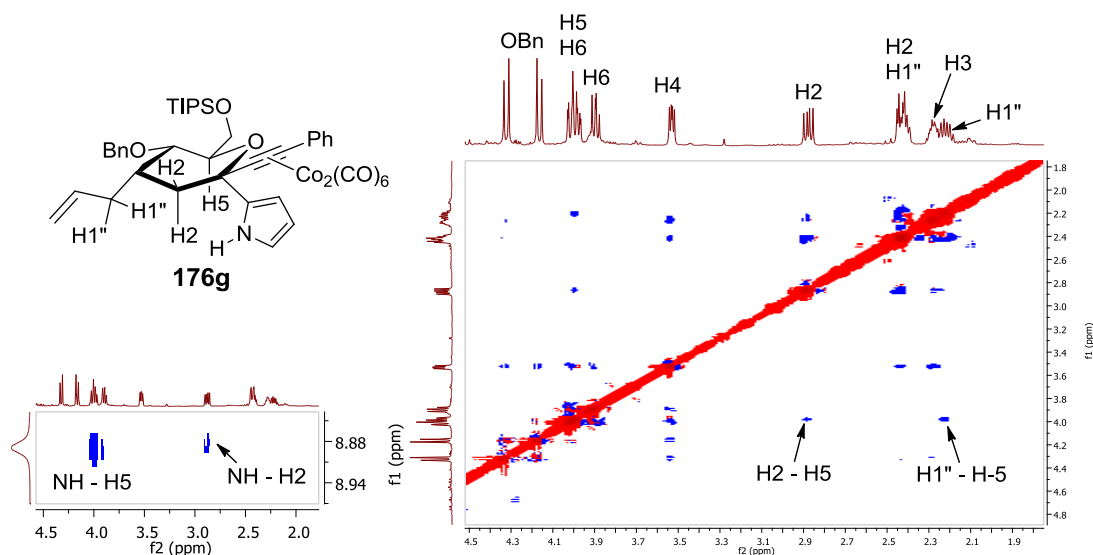 TIPSO
BnO
O
Ph
H2
Co2(CO)6
H5
H1"
H1"
H2
H
N
176g
OBn
H5
H6
H6
H4
H2
H2
H1"
H3
H1"
4.5 4.3 4.1 3.9 3.7 3.5 3.3 3.1 2.9 2.7 2.5 2.3 2.1 1.9
f2 (ppm)
1.8
2.0
2.2
2.4
2.6
2.8
3.0
3.2
3.4
3.6
3.8
4.0
4.2
4.4
4.6
4.8
f1 (ppm)
H2 - H5
H1" - H-5
NH - H5
NH - H2
8.88
8.94
f1 (ppm)
4.5 4.0 3.5 3.0 2.5 2.0
f2 (ppm)